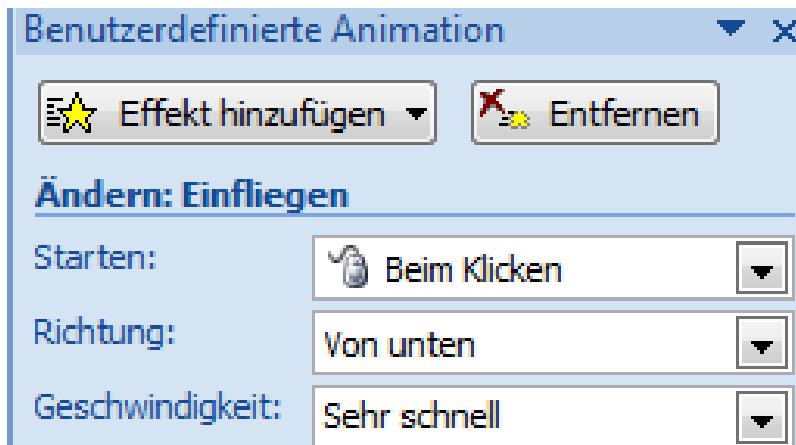 Benutzerdefinierte Animation
Effekt hinzufügen Entfernen
Ändern: Einfliegen
Starten: Beim Klicken
Richtung: Von unten
Geschwindigkeit: Sehr schnell